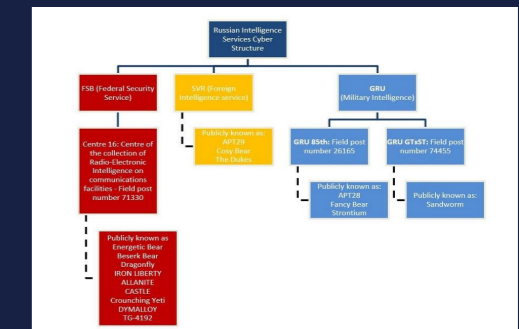 Russian Intelligence
Services Cyber
Structure
FSB (Federal Security
Service)
SVR (Foreign
Intelligence service)
GRU
(Military Intelligence)
Centre 16: Centre of
the collection of
Radio-Electronic
Intelligence on
communications
facilities - Field post
number 71330
Publicly known as:
APT29
Cosy Bear
The Dukes
GRU 85th: Field post
number 26165
GRU GTsST: Field post
number 74455
Publicly known as:
APT28
Fancy Bear
Strontium
Publicly known as:
Sandworm
Publicly known as
Energetic Bear
Beserk Bear
Dragonfly
IRON LIBERTY
ALLANITE
CASTLE
Crounching Yeti
DYMALLOY
TG-4192